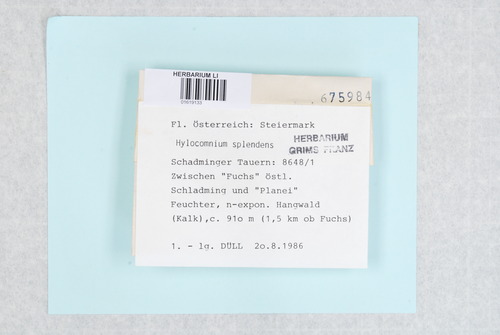 HERBARIUM LI
675984
Fl. Österreich: Steiermark
Hylocomnium splendens
HERBARIUM
GRIMS FRANZ
Schadminger Tauern: 8648/1
Zwischen "Fuchs" östl.
Schladming und "Planei"
Feuchter, n-expon. Hangwald
(Kalk),c. 91o m (1,5 km ob Fuchs)
1. - lg. DÜLL 2o.8.1986